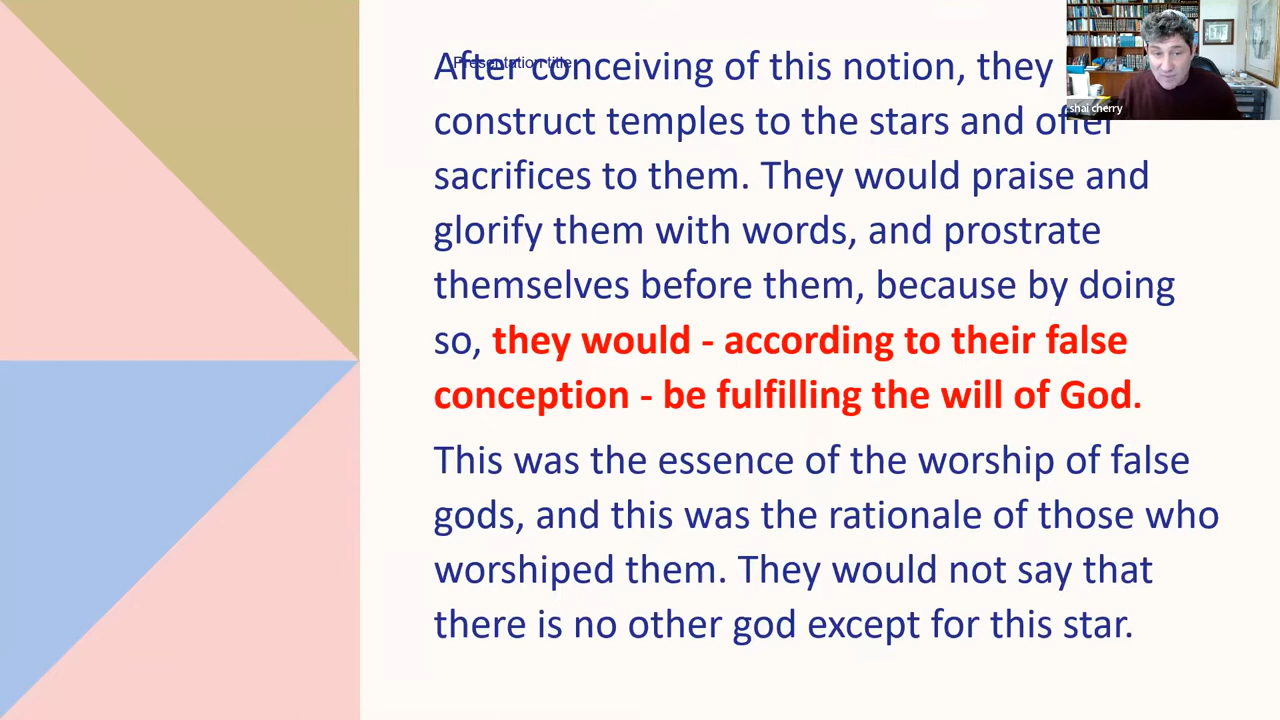 Presentation title
After conceiving of this notion, they
construct temples to the stars and offer
sacrifices to them. They would praise and
glorify them with words, and prostrate
themselves before them, because by doing
so, they would - according to their false
conception - be fulfilling the will of God.
This was the essence of the worship of false
gods, and this was the rationale of those who
worshiped them. They would not say that
there is no other god except for this star.
shai cherry